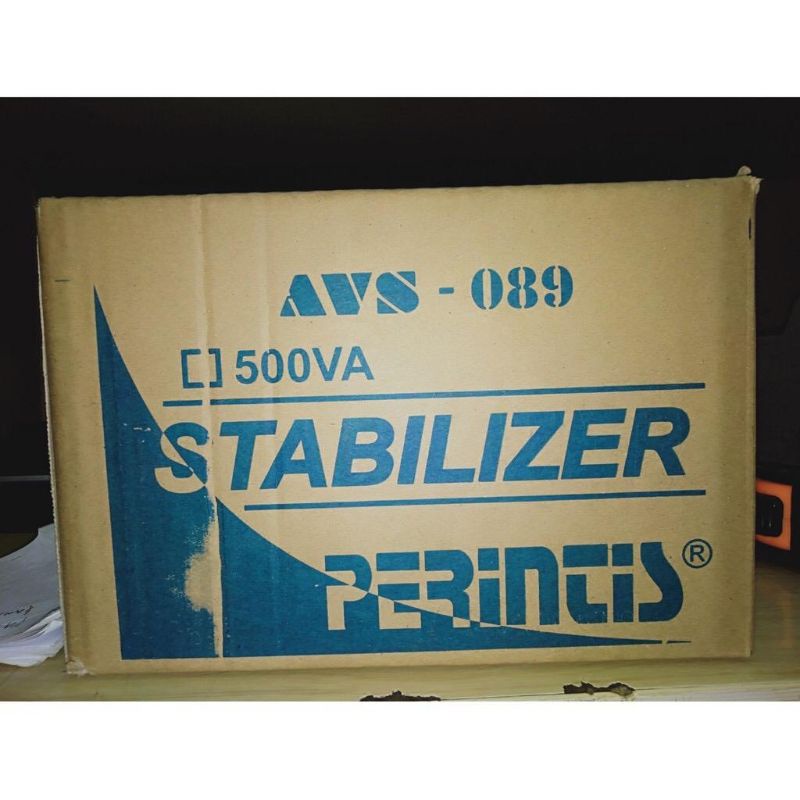 AVS - 089
500VA
STABILIZER
PERINTIS®